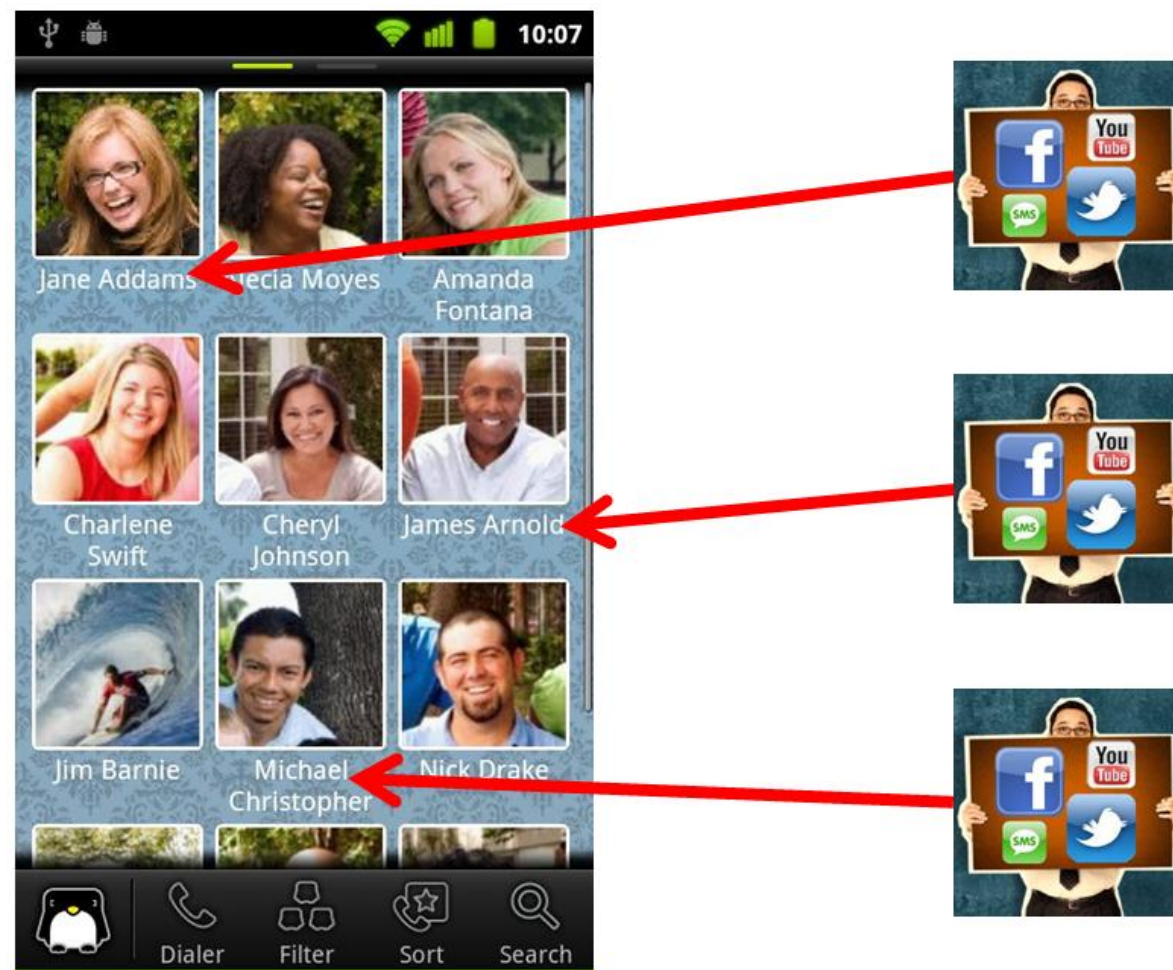 10:07
Jane Addams
Moyes
Amanda
Fontana
Charlene
Swift
Cheryl
Johnson
James Arnold
Jim Barnie
Michael
Christopher
Nick Drake
Dialer
Filter
Sort
Search
f
You
Tube
SMS
f
You
Tube
SMS
f
You
Tube
SMS